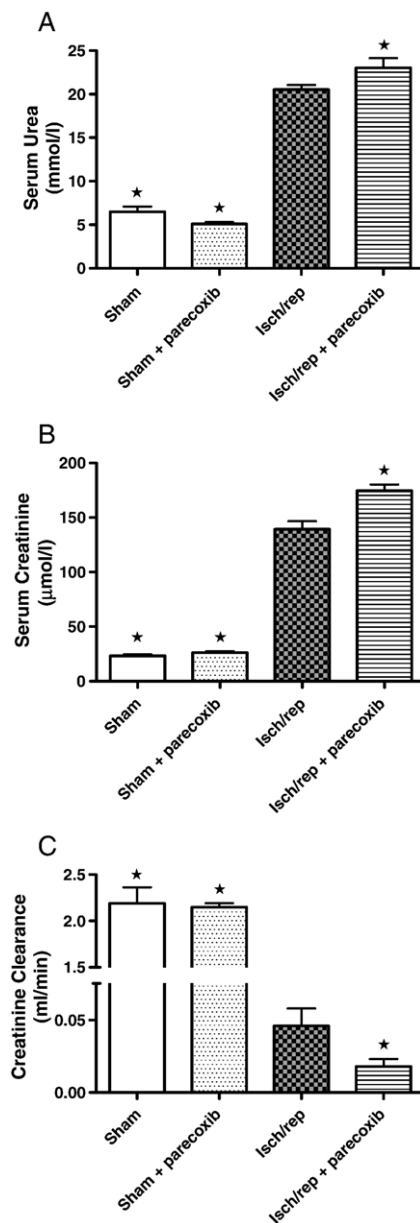 A
Serum Urea
(mmol/l)
25
20
15
10
5
0
★
★
★
Sham
Sham + parecoxib
Isch/rep
Isch/rep + parecoxib
B
Serum Creatinine
(μmol/l)
200
150
100
50
0
★
★
★
Sham
Sham + parecoxib
Isch/rep
Isch/rep + parecoxib
C
Creatinine Clearance
(ml/min)
2.5
2.0
1.5
0.05
0.00
★
★
★
Sham
Sham + parecoxib
Isch/rep
Isch/rep + parecoxib